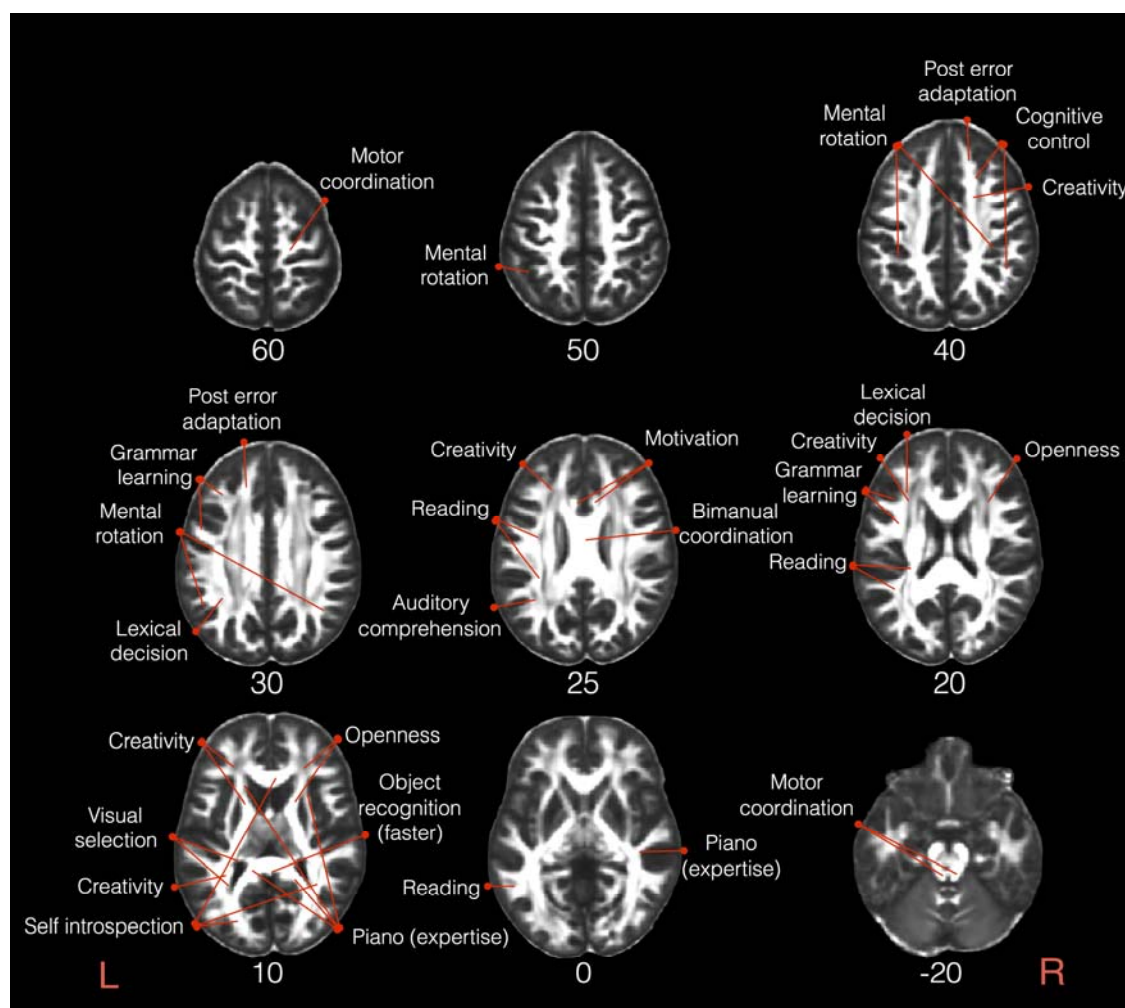 Motor
coordination
60
Mental
rotation
50
Post error
adaptation
Mental
rotation
Cognitive
control
Creativity
40
Post error
adaptation
Grammar
learning
Mental
rotation
Lexical
decision
30
Creativity
Motivation
Reading
Bimanual
coordination
Auditory
comprehension
25
Lexical
decision
Creativity
Openness
Grammar
learning
Reading
20
Creativity
Openness
Object
recognition
(faster)
Visual
selection
Creativity
Self introspection
Piano (expertise)
L
10
Piano
(expertise)
Reading
0
Motor
coordination
-20
R